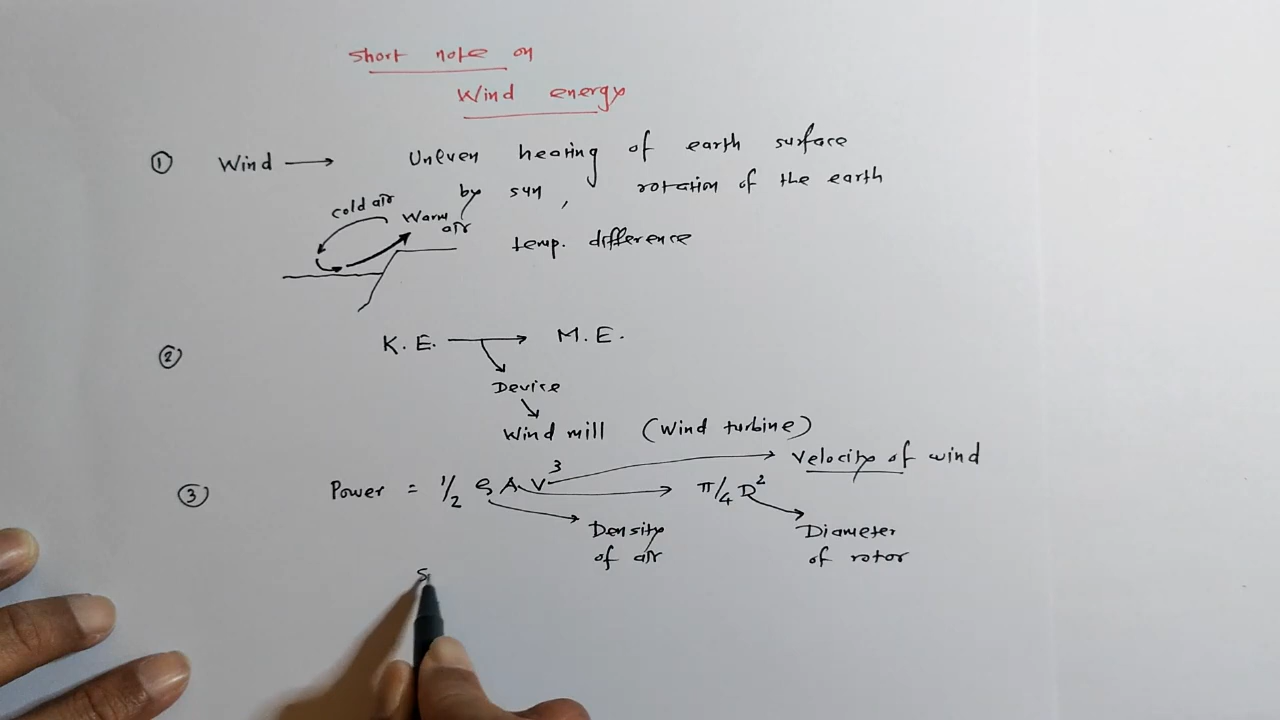 Short note on
Wind energy
① Wind → Uneven heating of earth surface
by sun, rotation of the earth
cold air
Warm air
temp. difference
② K.E. → M.E.
Device
Wind mill (Wind turbine)
③ Power = 1/2 ρ A V³ → Velocity of wind
π/4 D²
Density of air
Diameter of rotor
S